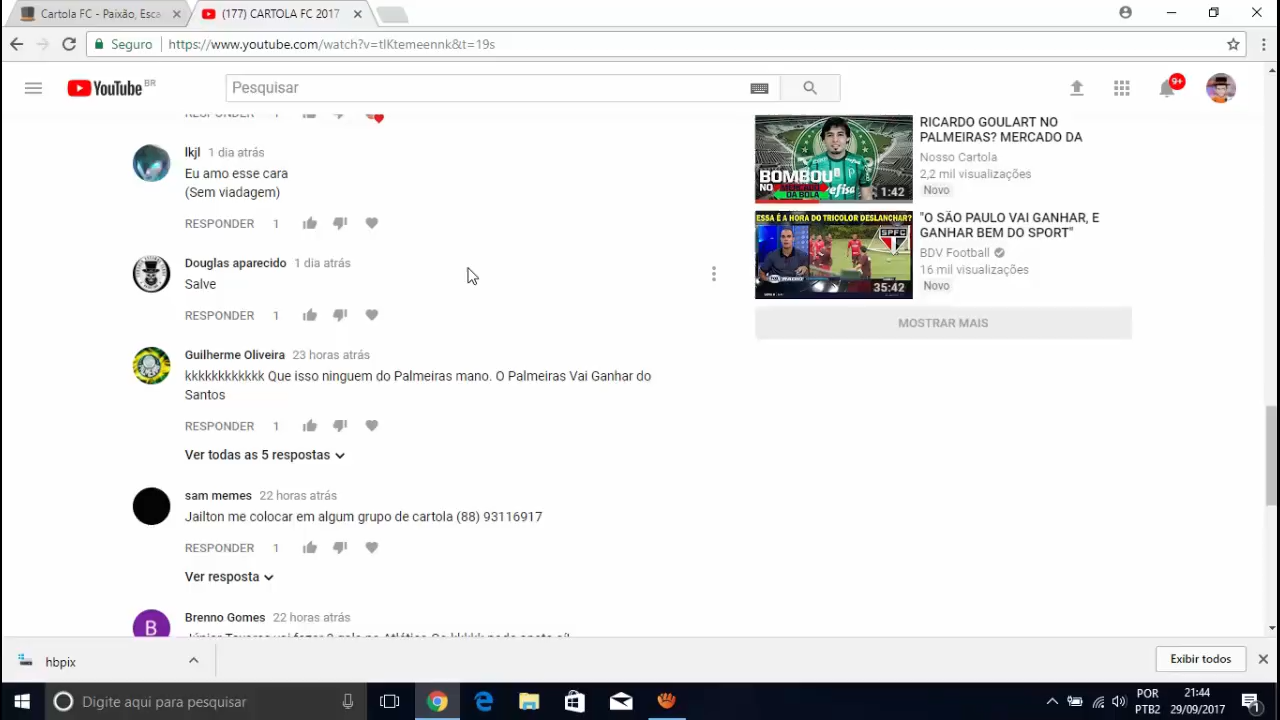 Cartola FC - Paixão, Esca
(177) CARTOLA FC 2017
Seguro
https://www.youtube.com/watch?v=tlKtemeennk&t=19s
YouTube BR
Pesquisar
9+
RESPONDER 1
lkjl 1 dia atrás
Eu amo esse cara
(Sem viadagem)
RESPONDER 1
Douglas aparecido 1 dia atrás
Salve
RESPONDER 1
Guilherme Oliveira 23 horas atrás
kkkkkkkkkkkk Que isso ninguem do Palmeiras mano. O Palmeiras Vai Ganhar do
Santos
RESPONDER 1
Ver todas as 5 respostas
sam memes 22 horas atrás
Jailton me colocar em algum grupo de cartola (88) 93116917
RESPONDER 1
Ver resposta
B
Brenno Gomes 22 horas atrás
BOMBOU
NO MERCADO
DA BOLA
1:42
RICARDO GOULART NO
PALMEIRAS? MERCADO DA
Nosso Cartola
2,2 mil visualizações
Novo
ESSA É A HORA DO TRICOLOR DESLANCHAR?
SPFC
35:42
"O SÃO PAULO VAI GANHAR, E
GANHAR BEM DO SPORT"
BDV Football
16 mil visualizações
Novo
MOSTRAR MAIS
hbpix
Exibir todos
Digite aqui para pesquisar
POR
PTB2
21:44
29/09/2017
1